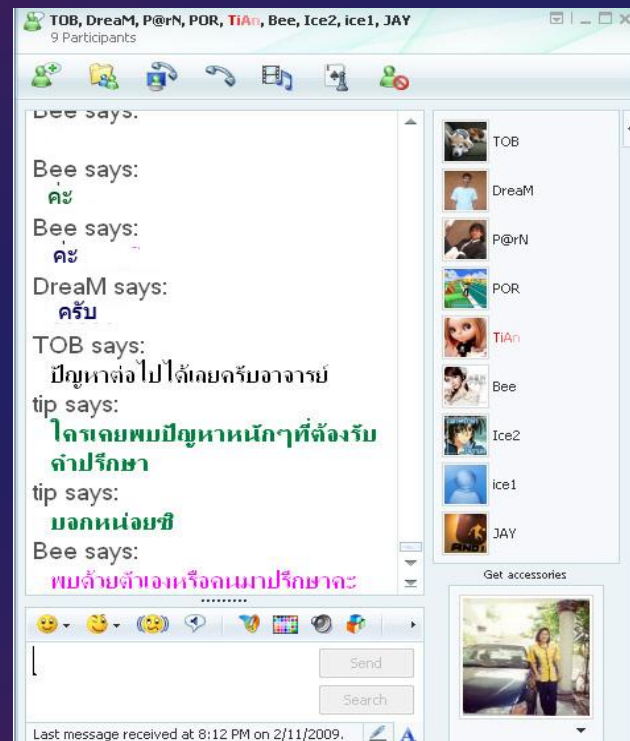 TOB, DreaM, P@rN, POR, TiAn, Bee, Ice2, ice1, JAY
9 Participants
Bee says:
Bee says:
ค่ะ
Bee says:
ค่ะ
DreaM says:
ครับ
TOB says:
ปัญหาต่อไปได้เลยครับอาจารย์
tip says:
ใครเคยพบปัญหาหนักๆที่ต้องรับ
คำปรึกษา
tip says:
บอกหน่อยซิ
Bee says:
พบด้วยตัวเองหรือคนมาปรึกษาคะ
Send
Search
Last message received at 8:12 PM on 2/11/2009.
A
TOB
DreaM
P@rN
POR
TiAn
Bee
Ice2
ice1
JAY
Get accessories